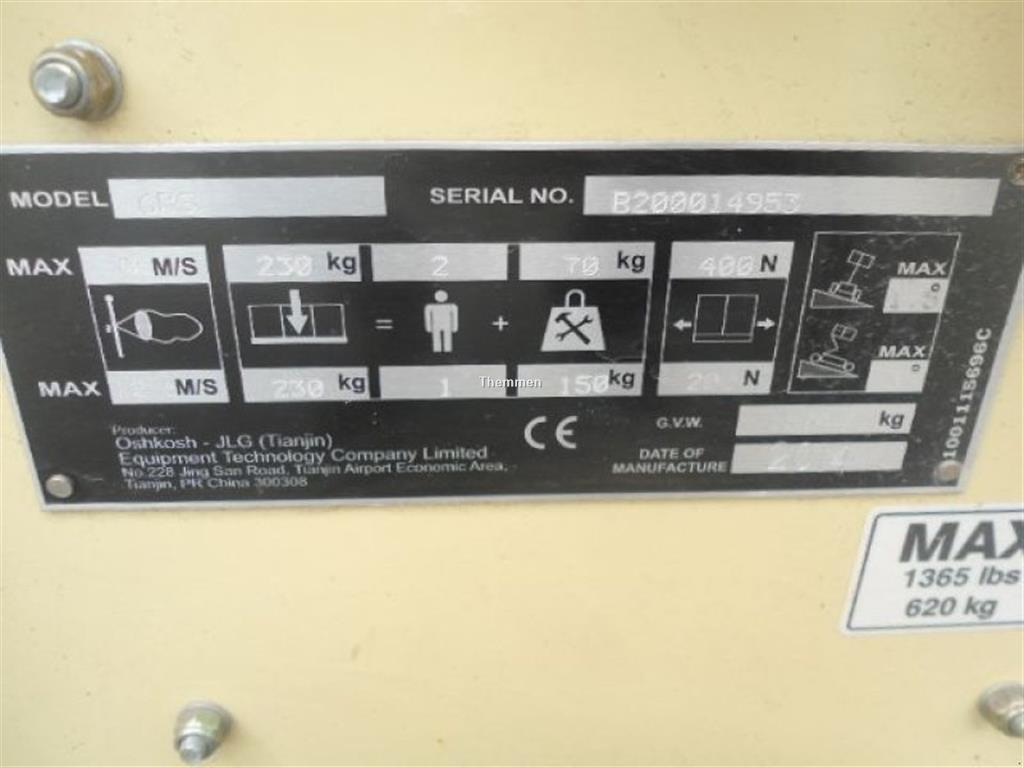 MODEL
SERIAL NO. B200014953
MAX M/S 230 kg 2 70 kg 400 N MAX °
= +
MAX °
MAX M/S 230 kg 1 150 kg N
Themmen
Producer:
Oshkosh - JLG (Tianjin)
Equipment Technology Company Limited
No.228 Jing San Road, Tianjin Airport Economic Area,
Tianjin, PR China 300308
CE
G.V.W. kg
DATE OF
MANUFACTURE
1001115696C
MAX
1365 lbs
620 kg